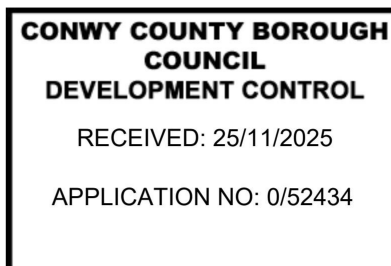 CONWY COUNTY BOROUGH
COUNCIL
DEVELOPMENT CONTROL
RECEIVED: 25/11/2025
APPLICATION NO: 0/52434